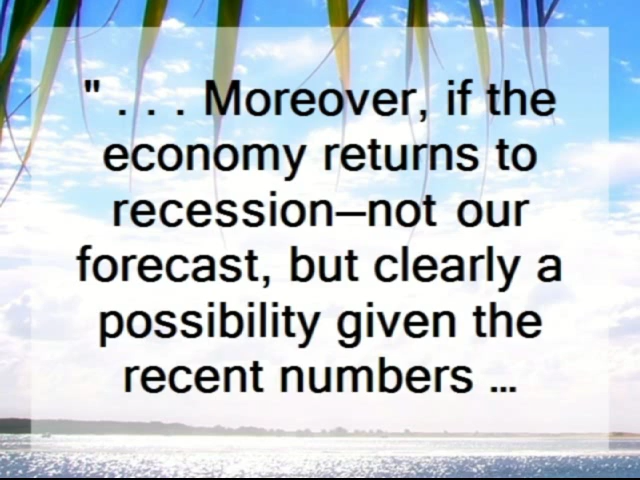 " . . . Moreover, if the
economy returns to
recession—not our
forecast, but clearly a
possibility given the
recent numbers ...